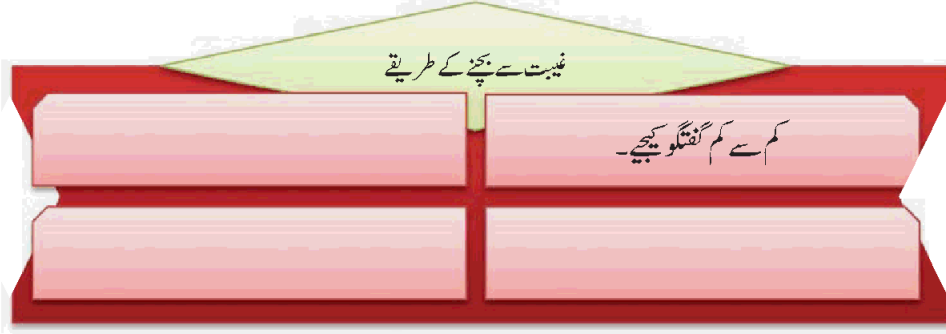 غیبت سے بچنے کے طریقے
کم سے کم گفتگو کیجیے۔